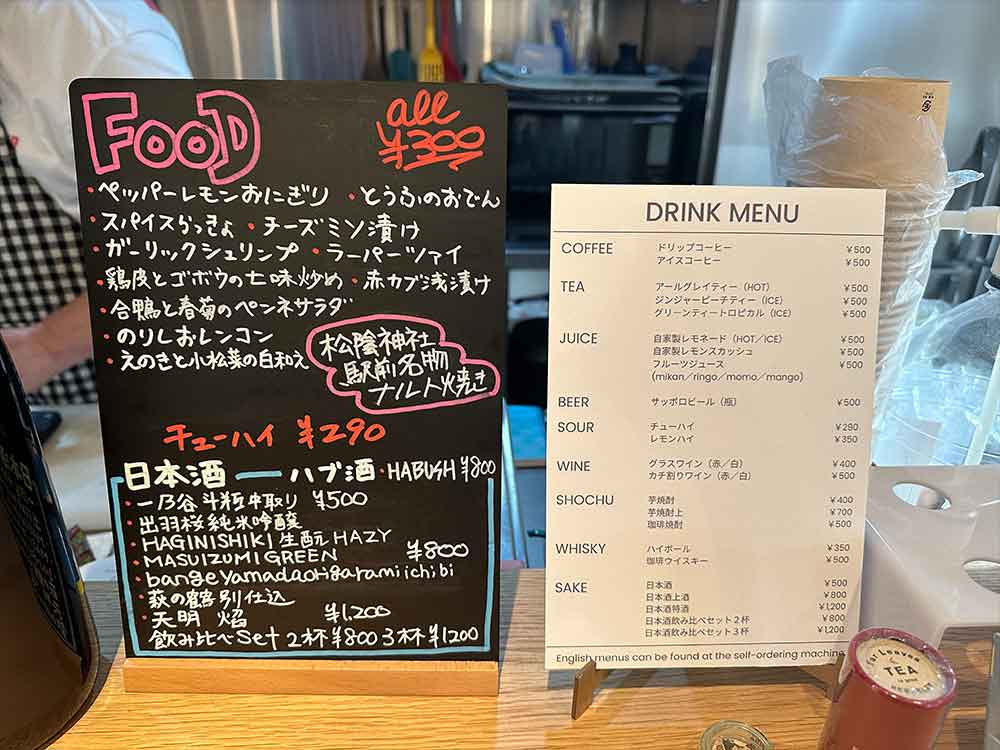 FOOD
all
¥300
・ペッパーレモンおにぎり ・とうふのおでん
・スパイスらっきょ ・チーズミソ漬け
・ガーリックシュリンプ ・ラーパーツァイ
・鶏皮とゴボウの七味炒め ・赤カブ浅漬け
・合鴨と春菊のペンネサラダ
・のりしおレンコン
・えのきと小松菜の白和え
松陰神社
駅前名物
ナルト焼き
チューハイ ¥290
日本酒 ― ハブ酒・HABUSH ¥800
・一乃谷 斗瓶中取り ¥500
・出羽桜純米吟醸
・HAGINISHIKI 生酛 HAZY
・MASUIZUMI GREEN ¥800
・bange yamadaorigarami ichibi
・萩の鶴別仕込
・天明 焔 ¥1,200
飲み比べSet 2杯¥800 3杯¥1200
DRINK MENU
COFFEE ドリップコーヒー ¥500
アイスコーヒー ¥500
TEA アールグレイティー(HOT) ¥500
ジンジャーピーチティー(ICE) ¥500
グリーンティートロピカル(ICE) ¥500
JUICE 自家製レモネード(HOT/ICE) ¥500
自家製レモンスカッシュ ¥500
フルーツジュース ¥500
(mikan/ringo/momo/mango)
BEER サッポロビール(瓶) ¥500
SOUR チューハイ ¥290
レモンハイ ¥350
WINE グラスワイン(赤/白) ¥400
カチ割りワイン(赤/白) ¥500
SHOCHU 芋焼酎 ¥400
芋焼酎上 ¥700
珈琲焼酎 ¥500
WHISKY ハイボール ¥350
珈琲ウイスキー ¥500
SAKE 日本酒 ¥500
日本酒上酒 ¥800
日本酒特酒 ¥1,200
日本酒飲み比べセット2杯 ¥800
日本酒飲み比べセット3杯 ¥1,200
English menus can be found at the self-ordering machine
Leaves
TEA